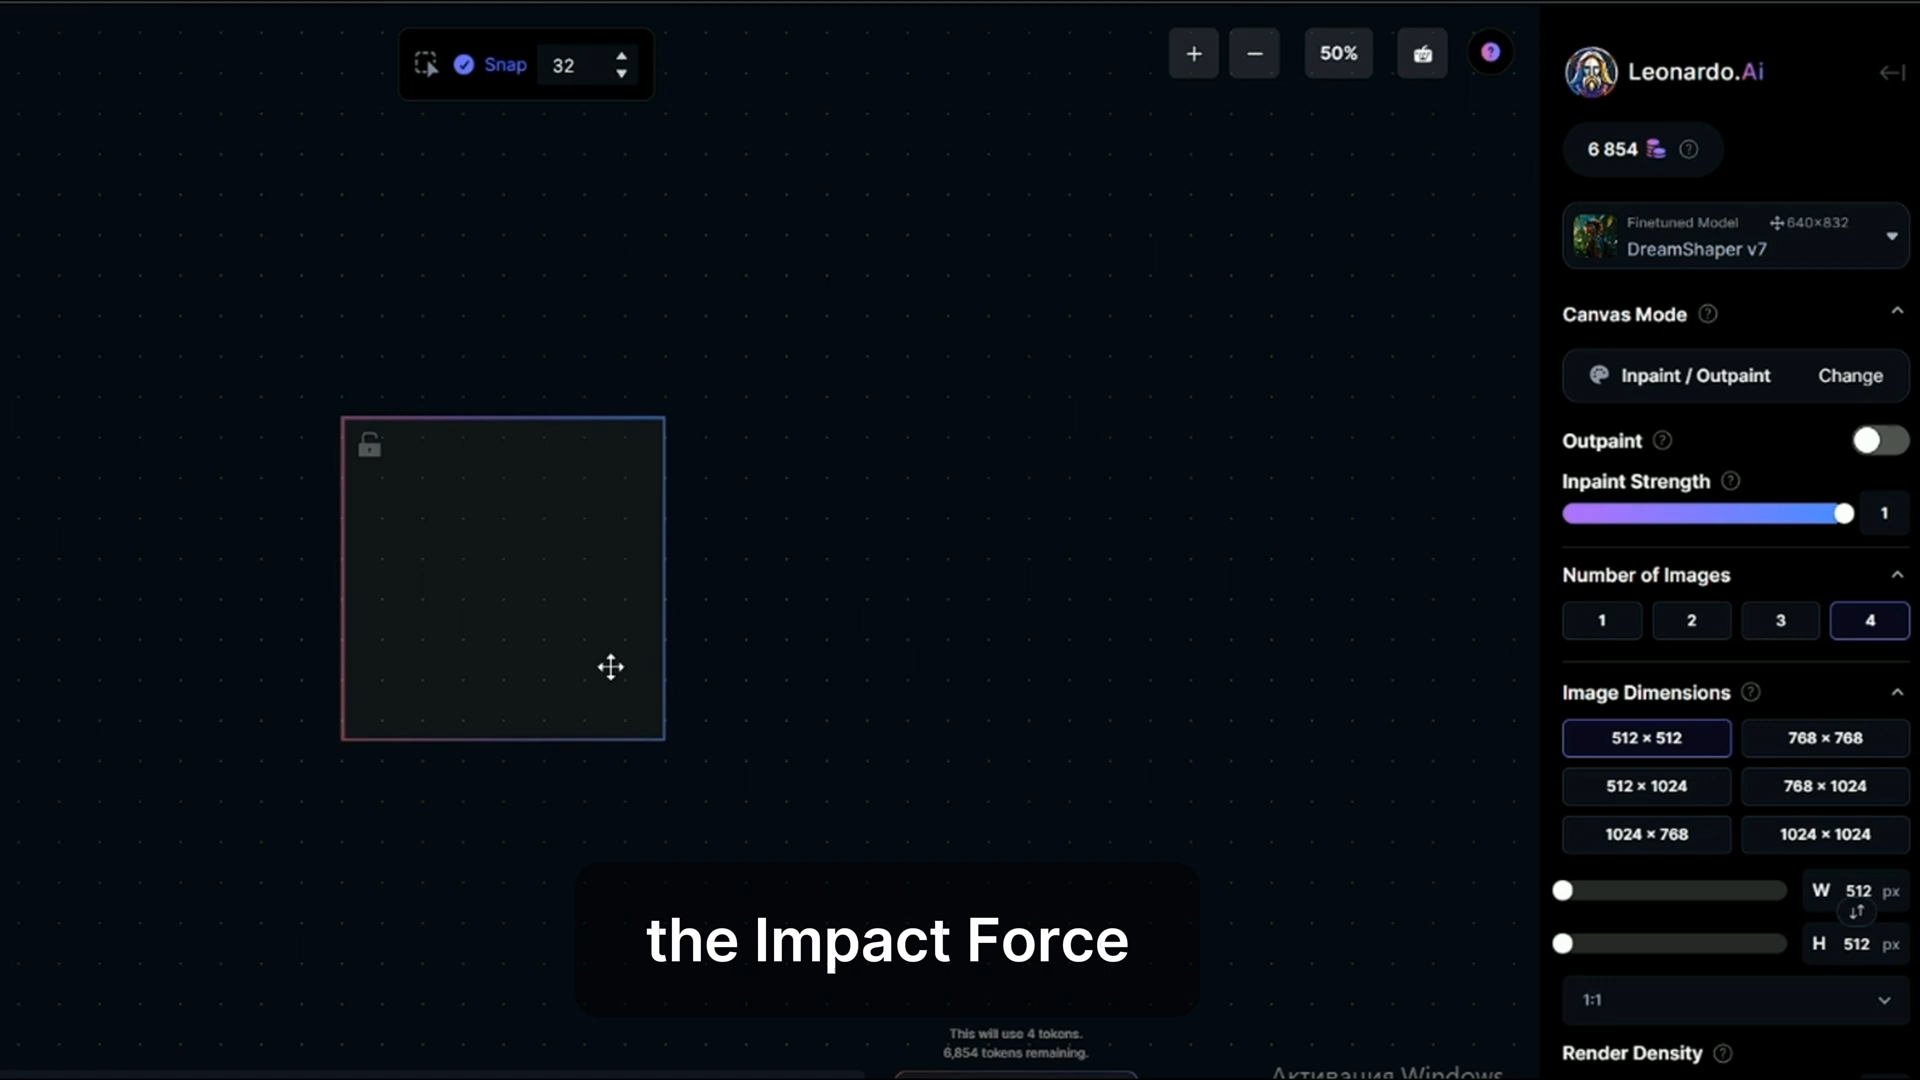 Snap 32
50%
Leonardo.Ai
6 854
Finetuned Model 640×832
DreamShaper v7
Canvas Mode
Inpaint / Outpaint Change
Outpaint
Inpaint Strength
1
Number of Images
1 2 3 4
Image Dimensions
512 × 512 768 × 768
512 × 1024 768 × 1024
1024 × 768 1024 × 1024
W 512 px
H 512 px
1:1
Render Density
the Impact Force
This will use 4 tokens.
6,854 tokens remaining.
Активация Windows